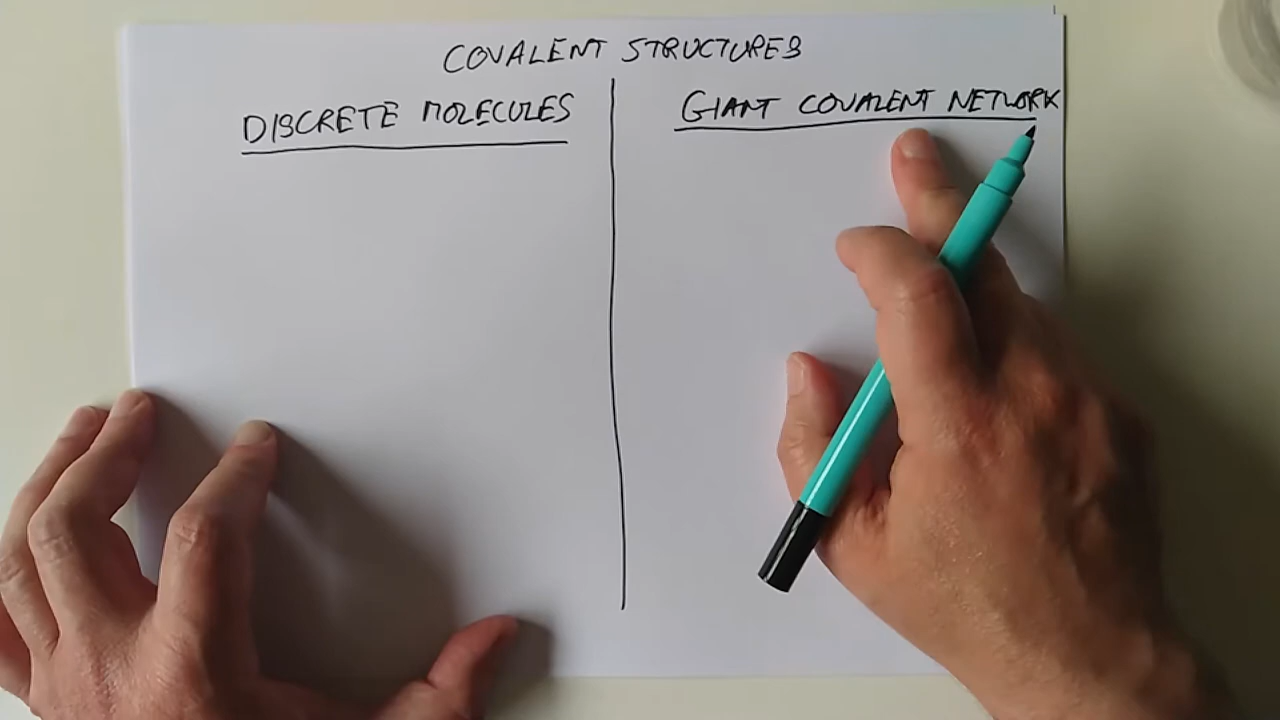 COVALENT STRUCTURES
DISCRETE MOLECULES
GIANT COVALENT NETWORK